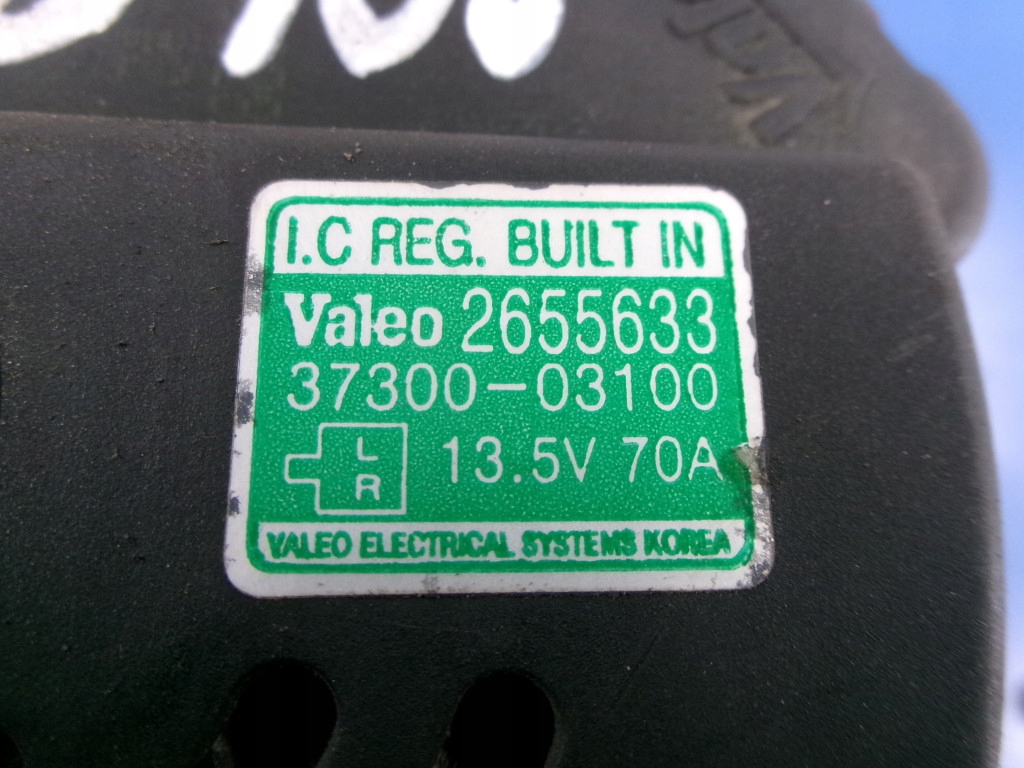 I.C REG. BUILT IN
Valeo 2655633
37300-03100
L
R
13.5V 70A
VALEO ELECTRICAL SYSTEMS KOREA